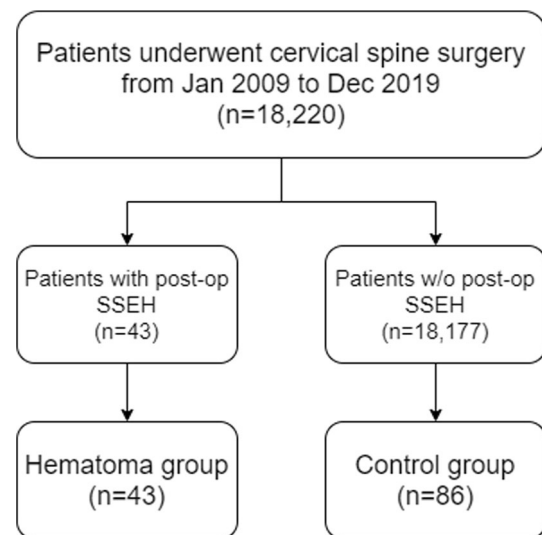 Patients underwent cervical spine surgery
from Jan 2009 to Dec 2019
(n=18,220)
Patients with post-op
SSEH
(n=43)
Patients w/o post-op
SSEH
(n=18,177)
Hematoma group
(n=43)
Control group
(n=86)